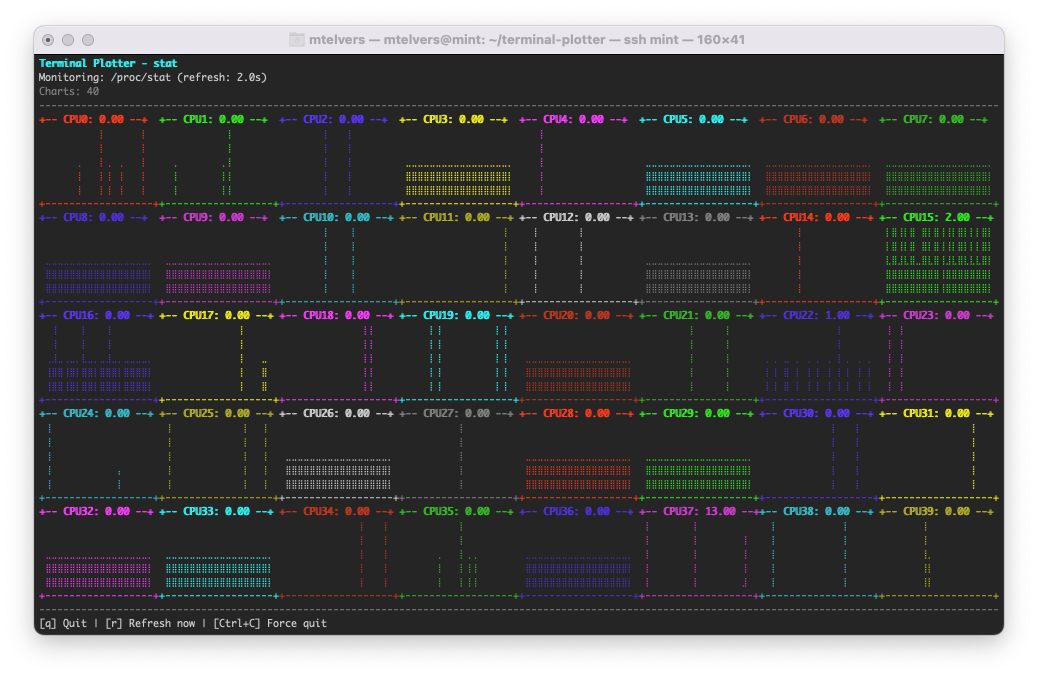 mtelvers — mtelvers@mint: ~/terminal-plotter — ssh mint — 160×41
Terminal Plotter - stat
Monitoring: /proc/stat (refresh: 2.0s)
Charts: 40
+-- CPU0: 0.00 --+ +-- CPU1: 0.00 --+ +-- CPU2: 0.00 --+ +-- CPU3: 0.00 --+ +-- CPU4: 0.00 --+ +-- CPU5: 0.00 --+ +-- CPU6: 0.00 --+ +-- CPU7: 0.00 --+
+-- CPU8: 0.00 --+ +-- CPU9: 0.00 --+ +-- CPU10: 0.00 --+ +-- CPU11: 0.00 --+ +-- CPU12: 0.00 --+ +-- CPU13: 0.00 --+ +-- CPU14: 0.00 --+ +-- CPU15: 2.00 --+
+-- CPU16: 0.00 --+ +-- CPU17: 0.00 --+ +-- CPU18: 0.00 --+ +-- CPU19: 0.00 --+ +-- CPU20: 0.00 --+ +-- CPU21: 0.00 --+ +-- CPU22: 1.00 --+ +-- CPU23: 0.00 --+
+-- CPU24: 0.00 --+ +-- CPU25: 0.00 --+ +-- CPU26: 0.00 --+ +-- CPU27: 0.00 --+ +-- CPU28: 0.00 --+ +-- CPU29: 0.00 --+ +-- CPU30: 0.00 --+ +-- CPU31: 0.00 --+
+-- CPU32: 0.00 --+ +-- CPU33: 0.00 --+ +-- CPU34: 0.00 --+ +-- CPU35: 0.00 --+ +-- CPU36: 0.00 --+ +-- CPU37: 13.00 --+ +-- CPU38: 0.00 --+ +-- CPU39: 0.00 --+
[q] Quit | [r] Refresh now | [Ctrl+C] Force quit